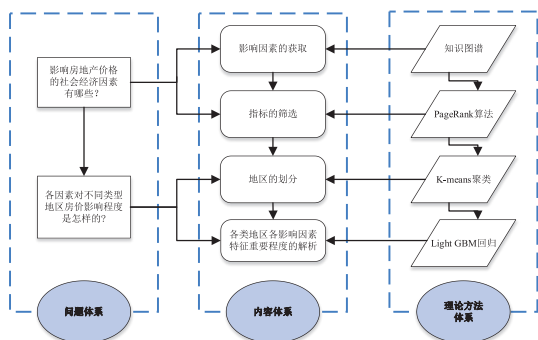 影响房地产价格
的社会经济因素
有哪些？
各因素对不同类型
地区房价影响程度
是怎样的？
问题体系
影响因素的获取
指标的筛选
地区的划分
各类地区各影响因素
特征重要程度的解析
内容体系
知识图谱
PageRank算法
K-means聚类
Light GBM回归
理论方法
体系